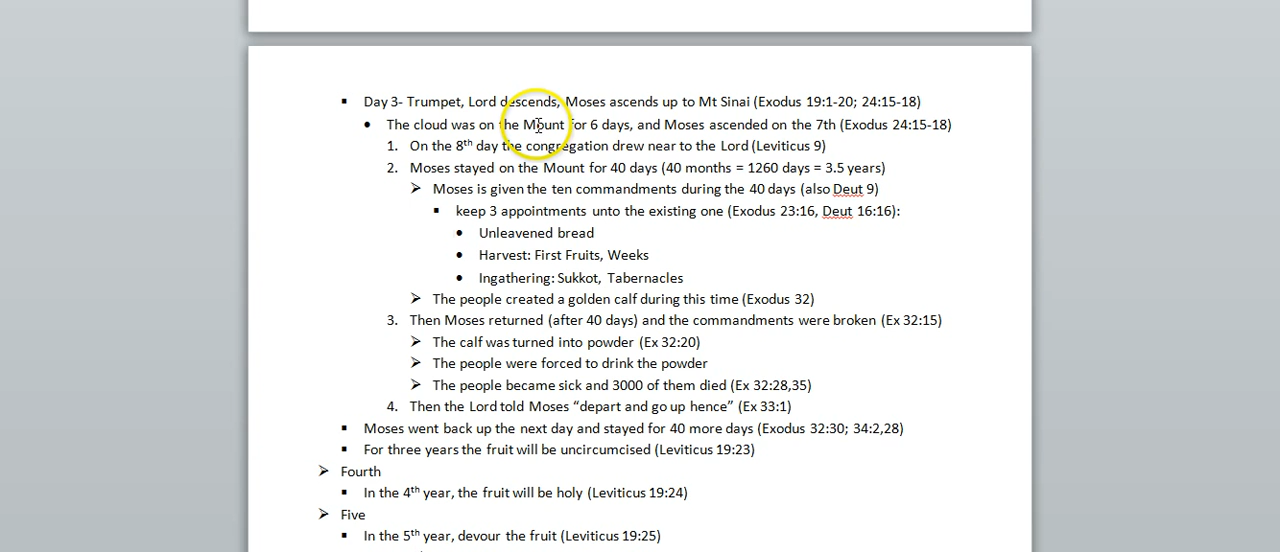 ▪ Day 3- Trumpet, Lord descends, Moses ascends up to Mt Sinai (Exodus 19:1-20; 24:15-18)
• The cloud was on the Mount for 6 days, and Moses ascended on the 7th (Exodus 24:15-18)
1. On the 8th day the congregation drew near to the Lord (Leviticus 9)
2. Moses stayed on the Mount for 40 days (40 months = 1260 days = 3.5 years)
➢ Moses is given the ten commandments during the 40 days (also Deut 9)
▪ keep 3 appointments unto the existing one (Exodus 23:16, Deut 16:16):
• Unleavened bread
• Harvest: First Fruits, Weeks
• Ingathering: Sukkot, Tabernacles
➢ The people created a golden calf during this time (Exodus 32)
3. Then Moses returned (after 40 days) and the commandments were broken (Ex 32:15)
➢ The calf was turned into powder (Ex 32:20)
➢ The people were forced to drink the powder
➢ The people became sick and 3000 of them died (Ex 32:28,35)
4. Then the Lord told Moses “depart and go up hence” (Ex 33:1)
▪ Moses went back up the next day and stayed for 40 more days (Exodus 32:30; 34:2,28)
▪ For three years the fruit will be uncircumcised (Leviticus 19:23)
➢ Fourth
▪ In the 4th year, the fruit will be holy (Leviticus 19:24)
➢ Five
▪ In the 5th year, devour the fruit (Leviticus 19:25)